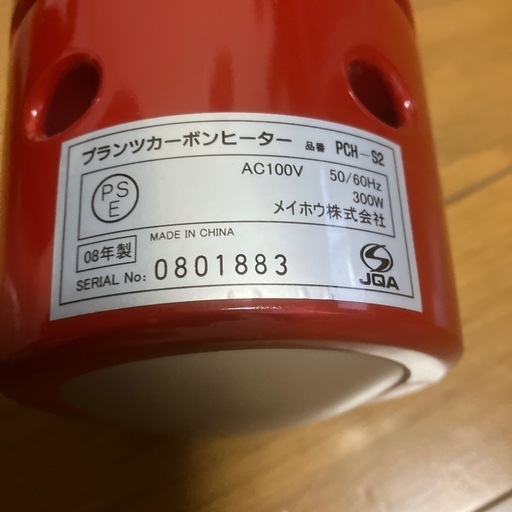 プランツカーボンヒーター 品番 PCH-S2
AC100V 50/60Hz
300W
PS
E
メイホウ株式会社
08年製 MADE IN CHINA
SERIAL No: 0801883
JQA